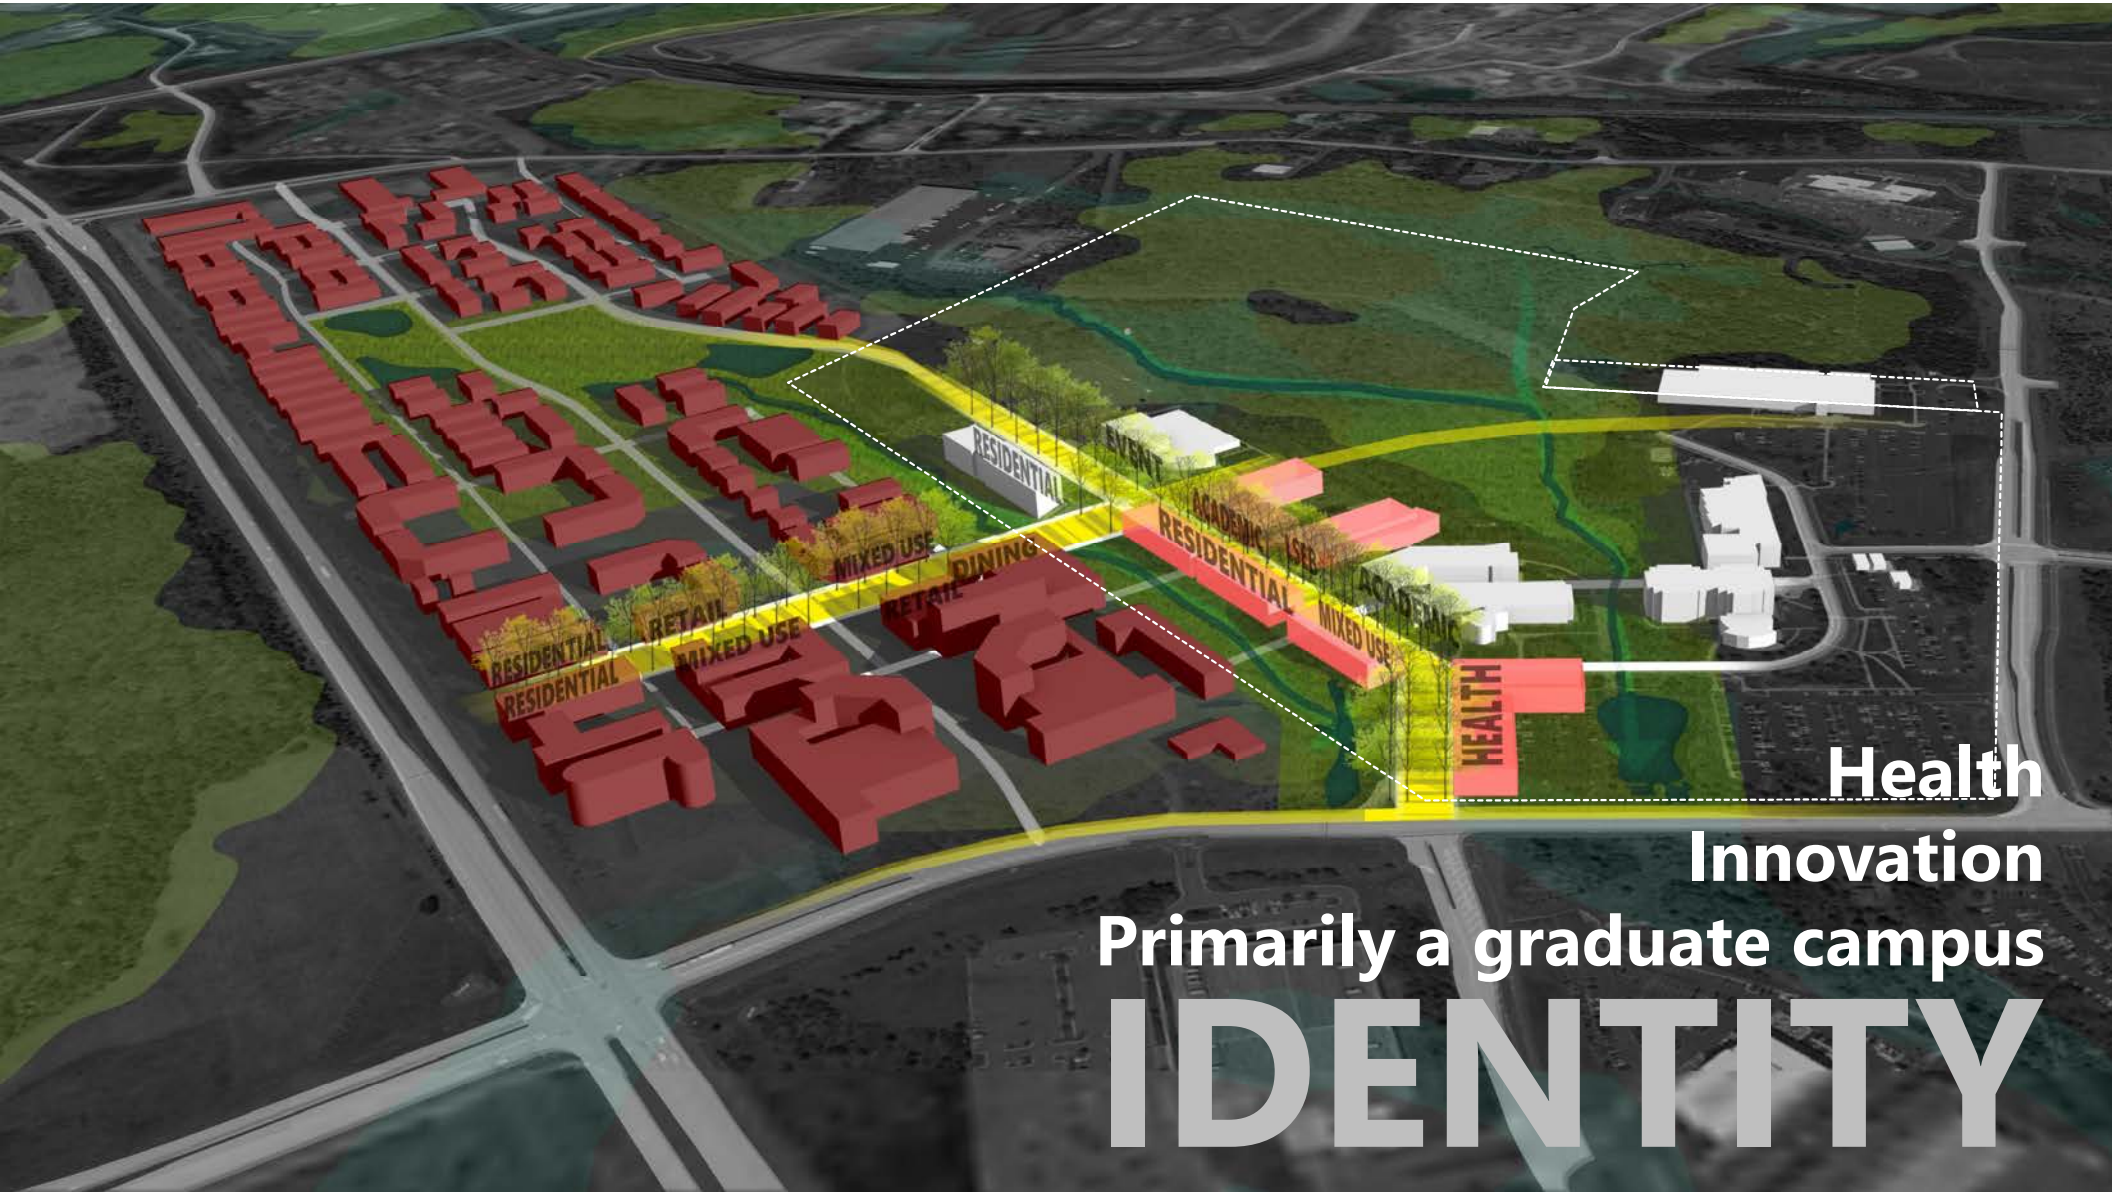 RESIDENTIAL
EVENT
ACADEMIC
LSEB
RESIDENTIAL
ACADEMIC
MIXED USE
MIXED USE
DINING
RETAIL
RETAIL
MIXED USE
RESIDENTIAL
RESIDENTIAL
HEALTH
Health
Innovation
Primarily a graduate campus
IDENTITY